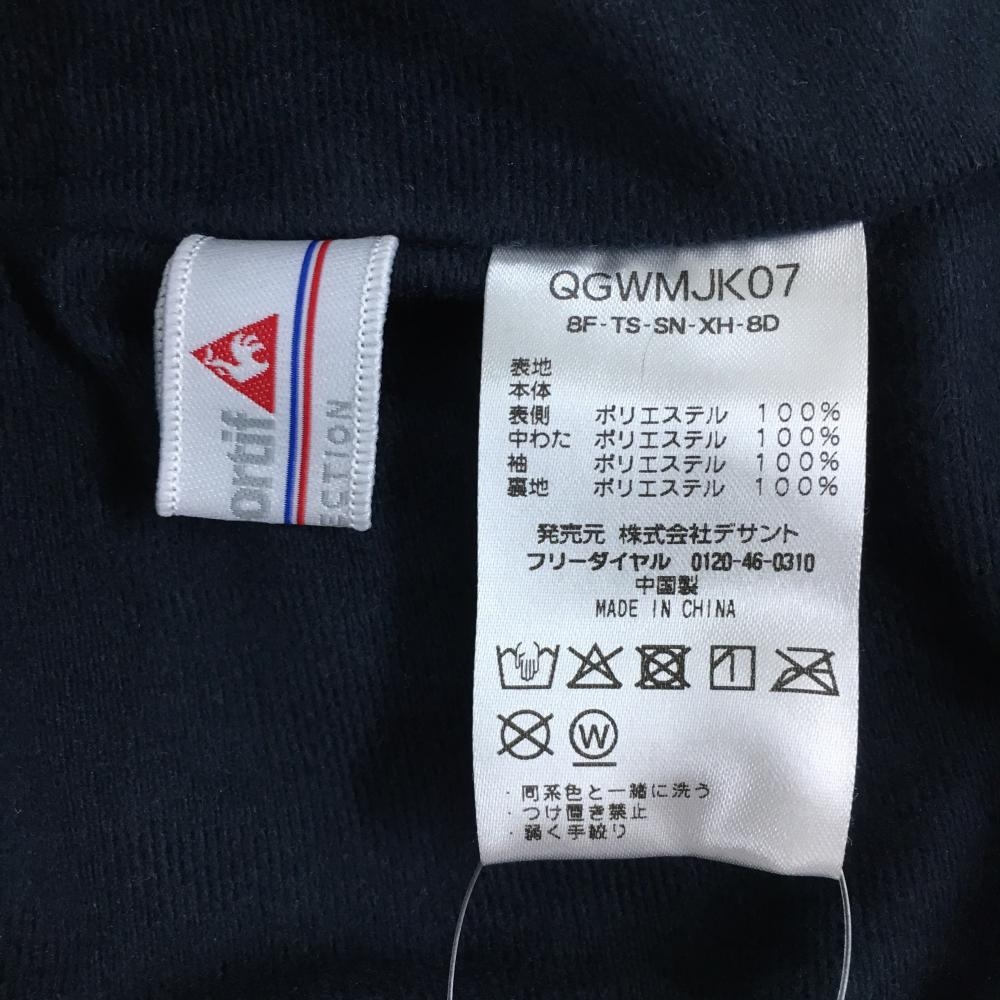 ortif
ECTION
QGWMJK07
8F-TS-SN-XH-8D
表地
本体
表側 ポリエステル 100%
中わた ポリエステル 100%
袖 ポリエステル 100%
裏地 ポリエステル 100%
発売元 株式会社デサント
フリーダイヤル 0120-46-0310
中国製
MADE IN CHINA
W
・同系色と一緒に洗う
・つけ置き禁止
・弱く手絞り